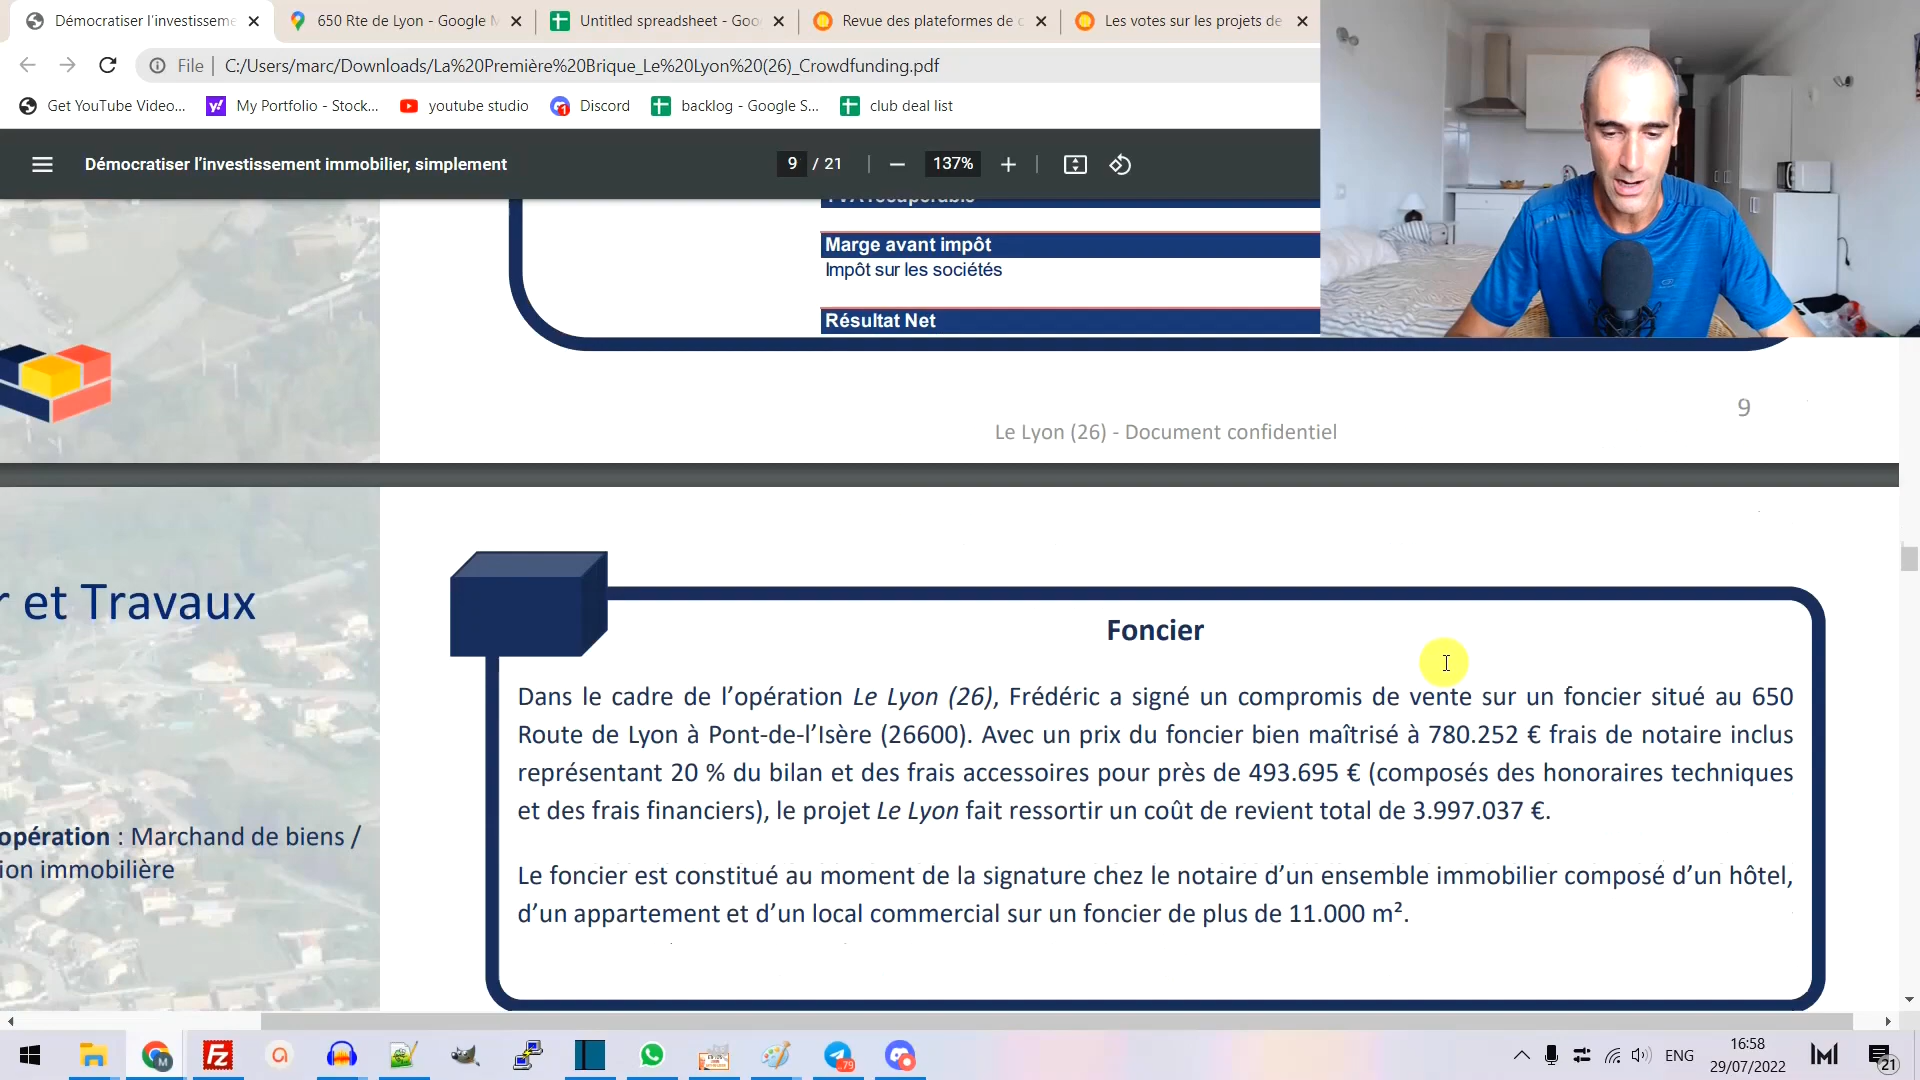 Démocratiser l'investisseme
650 Rte de Lyon - Google M
Untitled spreadsheet - Goo
Revue des plateformes de c
Les votes sur les projets de
File
C:/Users/marc/Downloads/La%20Première%20Brique_Le%20Lyon%20(26)_Crowdfunding.pdf
Get YouTube Video...
My Portfolio - Stock...
youtube studio
Discord
backlog - Google S...
club deal list
Démocratiser l'investissement immobilier, simplement
9 / 21
137%
TVA récupérable
Marge avant impôt
Impôt sur les sociétés
Résultat Net
9
Le Lyon (26) - Document confidentiel
r et Travaux
opération : Marchand de biens /
ion immobilière
Foncier
Dans le cadre de l'opération Le Lyon (26), Frédéric a signé un compromis de vente sur un foncier situé au 650
Route de Lyon à Pont-de-l'Isère (26600). Avec un prix du foncier bien maîtrisé à 780.252 € frais de notaire inclus
représentant 20 % du bilan et des frais accessoires pour près de 493.695 € (composés des honoraires techniques
et des frais financiers), le projet Le Lyon fait ressortir un coût de revient total de 3.997.037 €.
Le foncier est constitué au moment de la signature chez le notaire d'un ensemble immobilier composé d'un hôtel,
d'un appartement et d'un local commercial sur un foncier de plus de 11.000 m².
79
ENG
16:58
29/07/2022
21